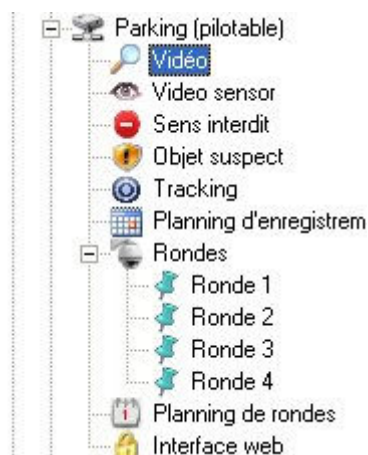 Parking (pilotable)
Vidéo
Video sensor
Sens interdit
Objet suspect
Tracking
Planning d'enregistrem
Rondes
Ronde 1
Ronde 2
Ronde 3
Ronde 4
Planning de rondes
Interface web